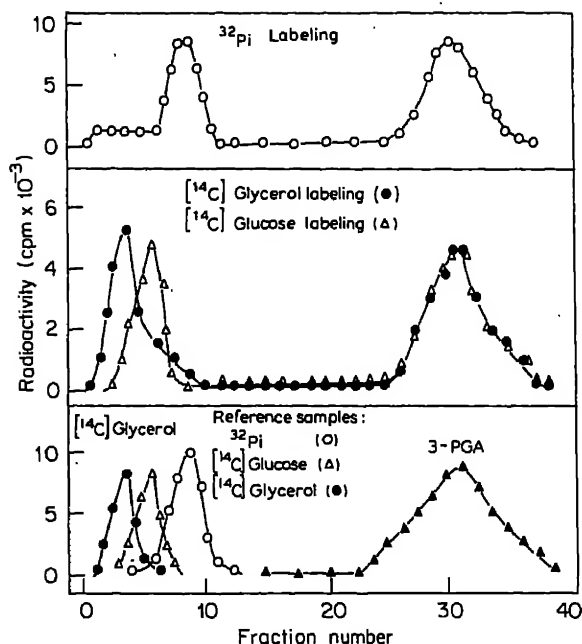 ³²Pi Labeling
10
5
0
[¹⁴C] Glycerol labeling (●)
[¹⁴C] Glucose labeling (△)
6
4
2
0
Radioactivity (cpm x 10⁻³)
[¹⁴C] Glycerol
Reference samples :
³²Pi (○)
[¹⁴C] Glucose (△)
[¹⁴C] Glycerol (●)
3-PGA
10
5
0
0 10 20 30 40
Fraction number